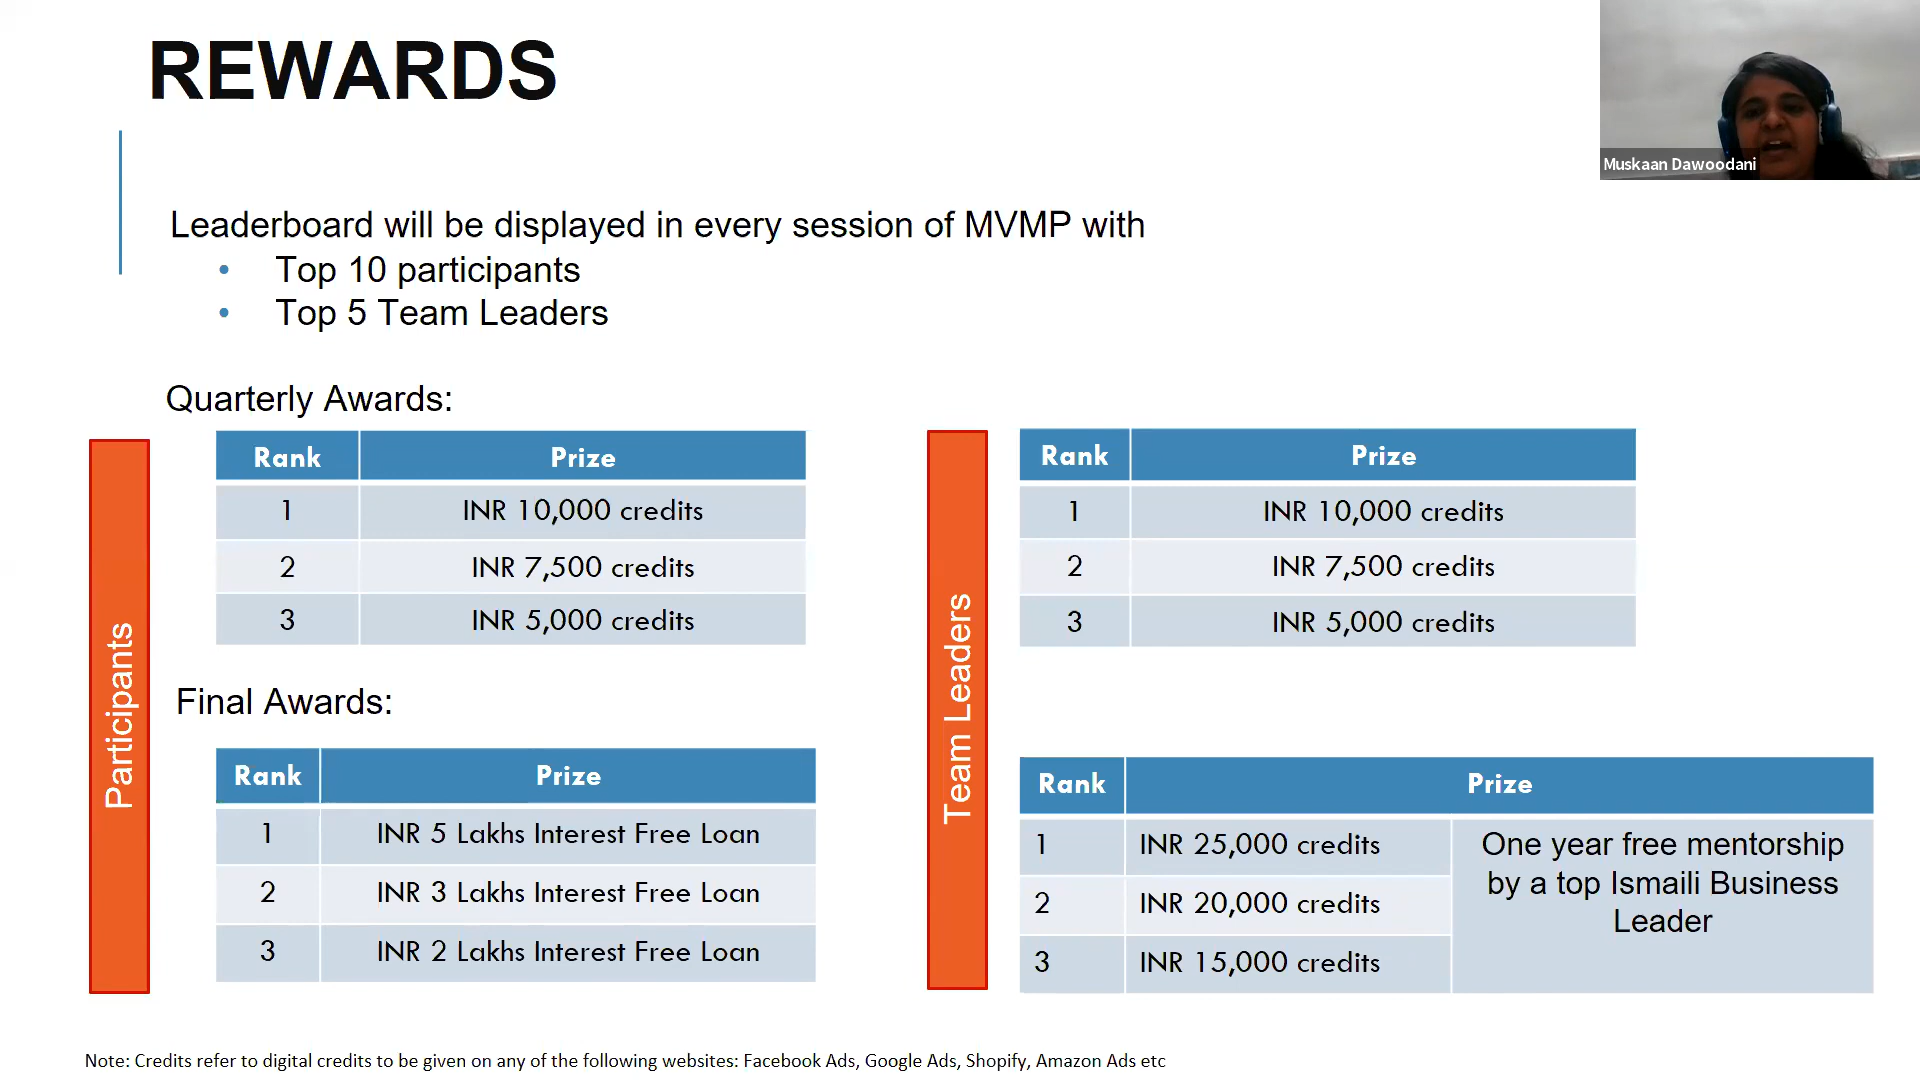 REWARDS
Muskaan Dawoodani
Leaderboard will be displayed in every session of MVMP with
• Top 10 participants
• Top 5 Team Leaders
Quarterly Awards:
Participants
Rank Prize
1 INR 10,000 credits
2 INR 7,500 credits
3 INR 5,000 credits
Final Awards:
Rank Prize
1 INR 5 Lakhs Interest Free Loan
2 INR 3 Lakhs Interest Free Loan
3 INR 2 Lakhs Interest Free Loan
Team Leaders
Rank Prize
1 INR 10,000 credits
2 INR 7,500 credits
3 INR 5,000 credits
Rank Prize
1 INR 25,000 credits
2 INR 20,000 credits
3 INR 15,000 credits
One year free mentorship
by a top Ismaili Business
Leader
Note: Credits refer to digital credits to be given on any of the following websites: Facebook Ads, Google Ads, Shopify, Amazon Ads etc